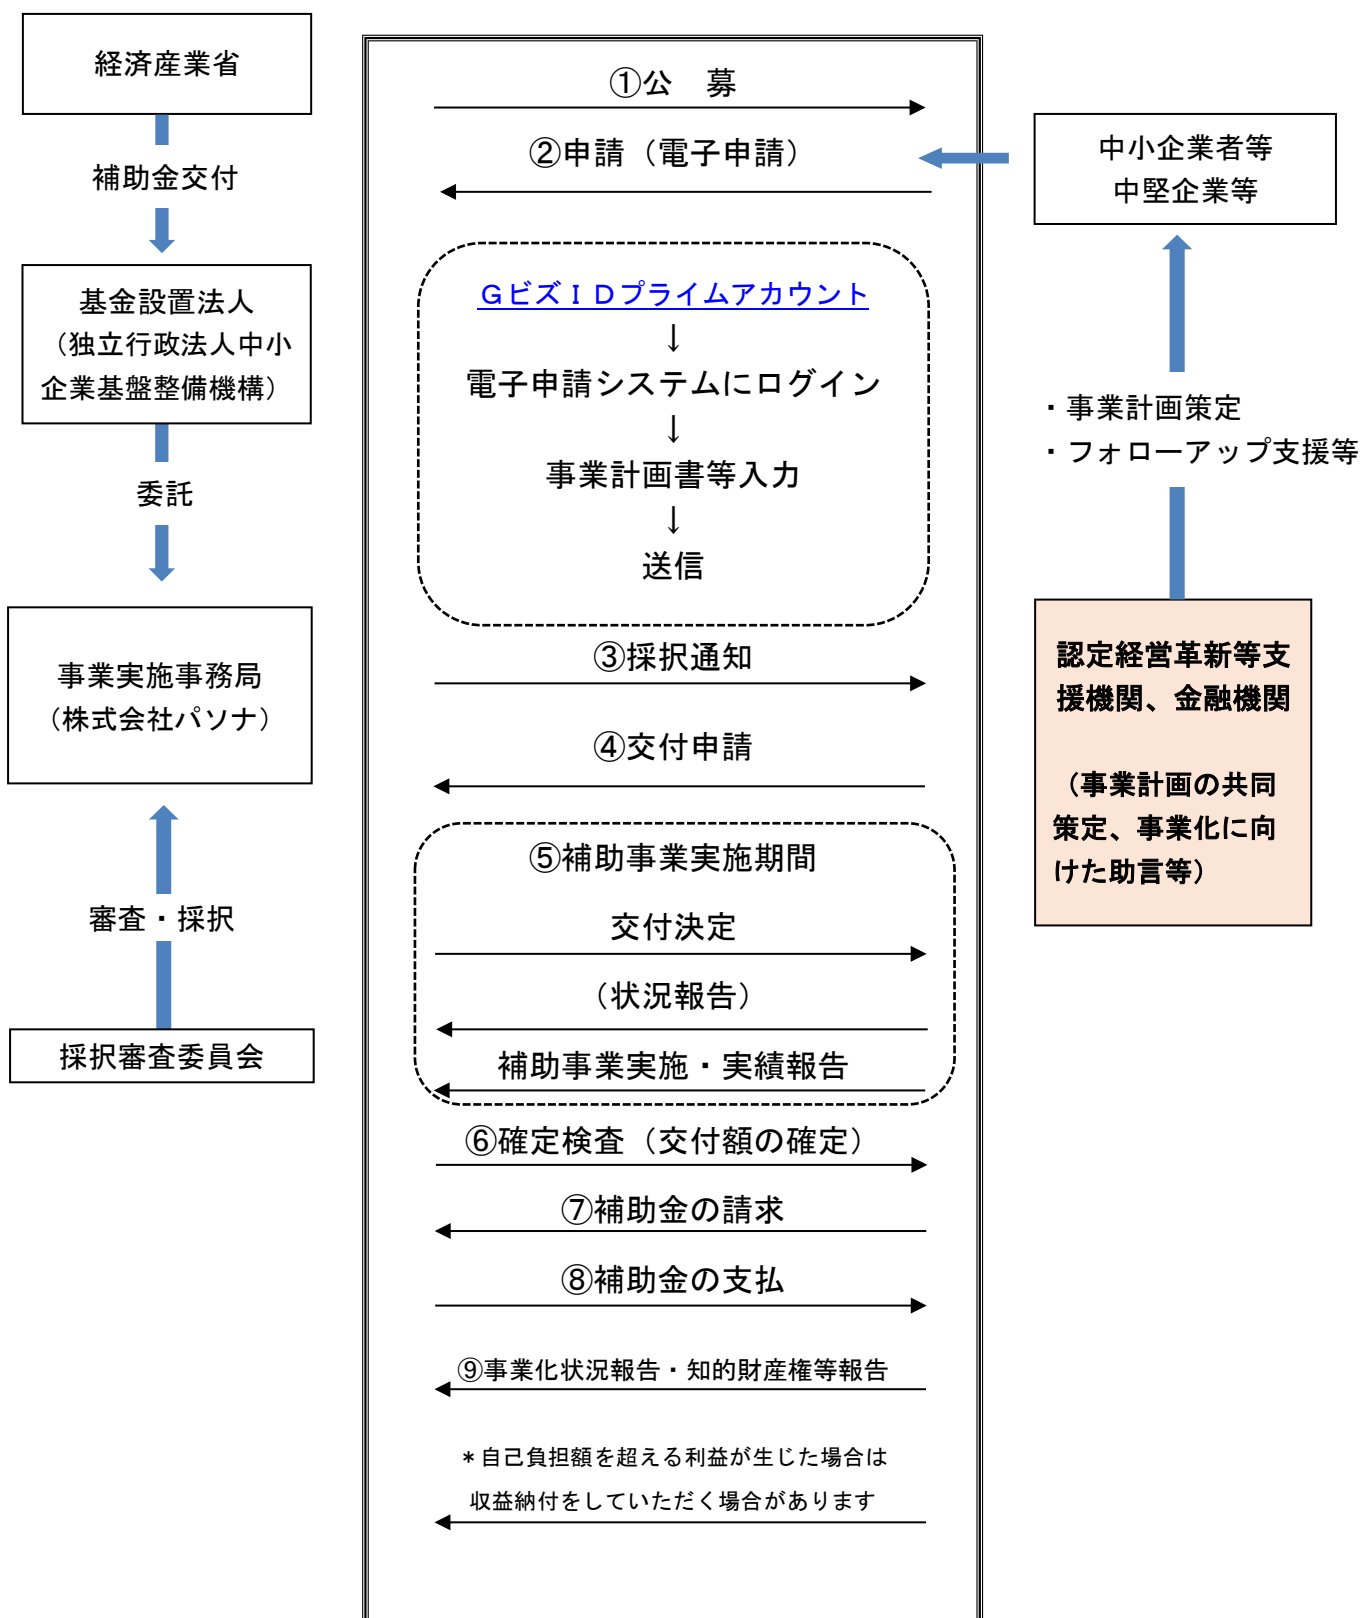 経済産業省
補助金交付
基金設置法人
（独立行政法人中小
企業基盤整備機構）
委託
事業実施事務局
（株式会社パソナ）
審査・採択
採択審査委員会
①公　募
②申請（電子申請）
ＧビズＩＤプライムアカウント
↓
電子申請システムにログイン
↓
事業計画書等入力
↓
送信
③採択通知
④交付申請
⑤補助事業実施期間
交付決定
（状況報告）
補助事業実施・実績報告
⑥確定検査（交付額の確定）
⑦補助金の請求
⑧補助金の支払
⑨事業化状況報告・知的財産権等報告
＊自己負担額を超える利益が生じた場合は
収益納付をしていただく場合があります
中小企業者等
中堅企業等
・事業計画策定
・フォローアップ支援等
認定経営革新等支
援機関、金融機関
（事業計画の共同
策定、事業化に向
けた助言等）